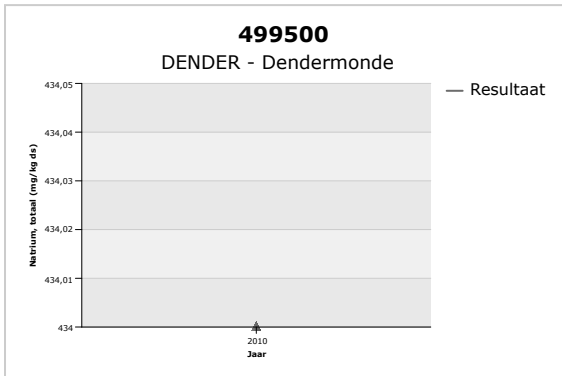 499500
DENDER - Dendermonde
Resultaat
434,05
434,04
434,03
434,02
434,01
434
Natrium, totaal (mg/kg ds)
2010
Jaar